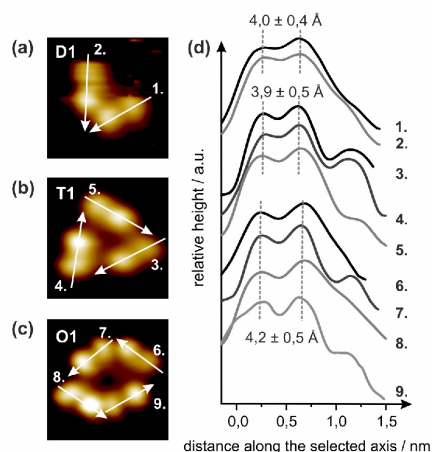 (a)
D1
2.
1.
(b)
T1
5.
4.
3.
(c)
O1
7.
6.
8.
9.
(d)
4,0 ± 0,4 Å
3,9 ± 0,5 Å
4,2 ± 0,5 Å
1.
2.
3.
4.
5.
6.
7.
8.
9.
relative height / a.u.
0,0 0,5 1,0 1,5
distance along the selected axis / nm